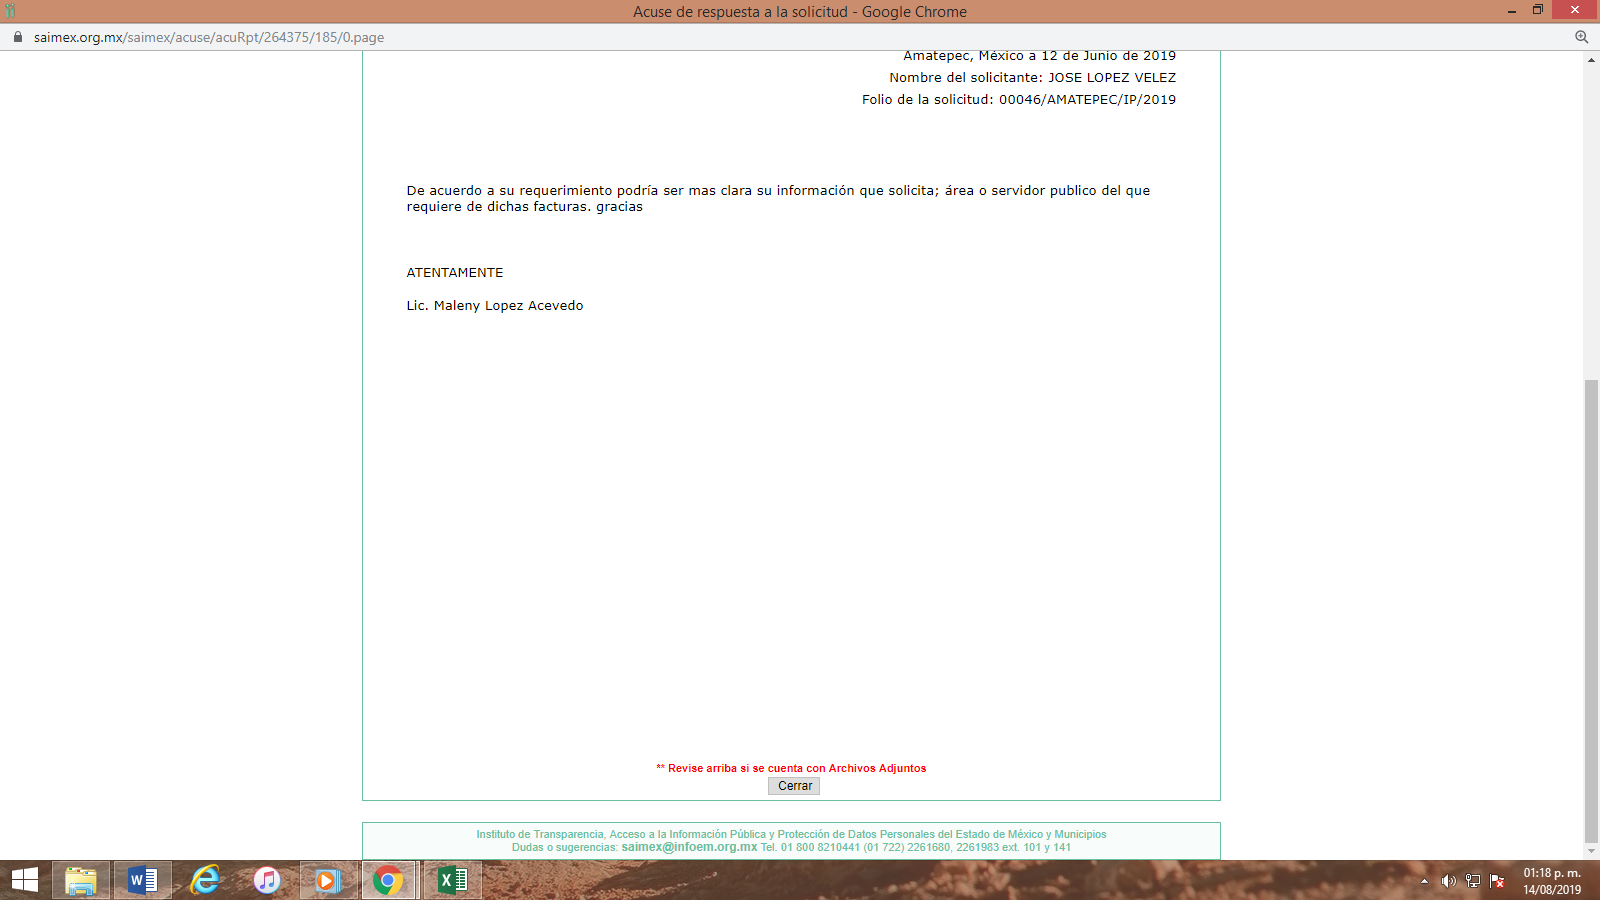 Acuse de respuesta a la solicitud - Google Chrome
saimex.org.mx/saimex/acuse/acuRpt/264375/185/0.page
Amatepec, México a 12 de Junio de 2019
Nombre del solicitante: JOSE LOPEZ VELEZ
Folio de la solicitud: 00046/AMATEPEC/IP/2019
De acuerdo a su requerimiento podría ser mas clara su información que solicita; área o servidor publico del que
requiere de dichas facturas. gracias
ATENTAMENTE
Lic. Maleny Lopez Acevedo
** Revise arriba si se cuenta con Archivos Adjuntos
Cerrar
Instituto de Transparencia, Acceso a la Información Pública y Protección de Datos Personales del Estado de México y Municipios
Dudas o sugerencias: saimex@infoem.org.mx Tel. 01 800 8210441 (01 722) 2261680, 2261983 ext. 101 y 141
01:18 p. m.
14/08/2019